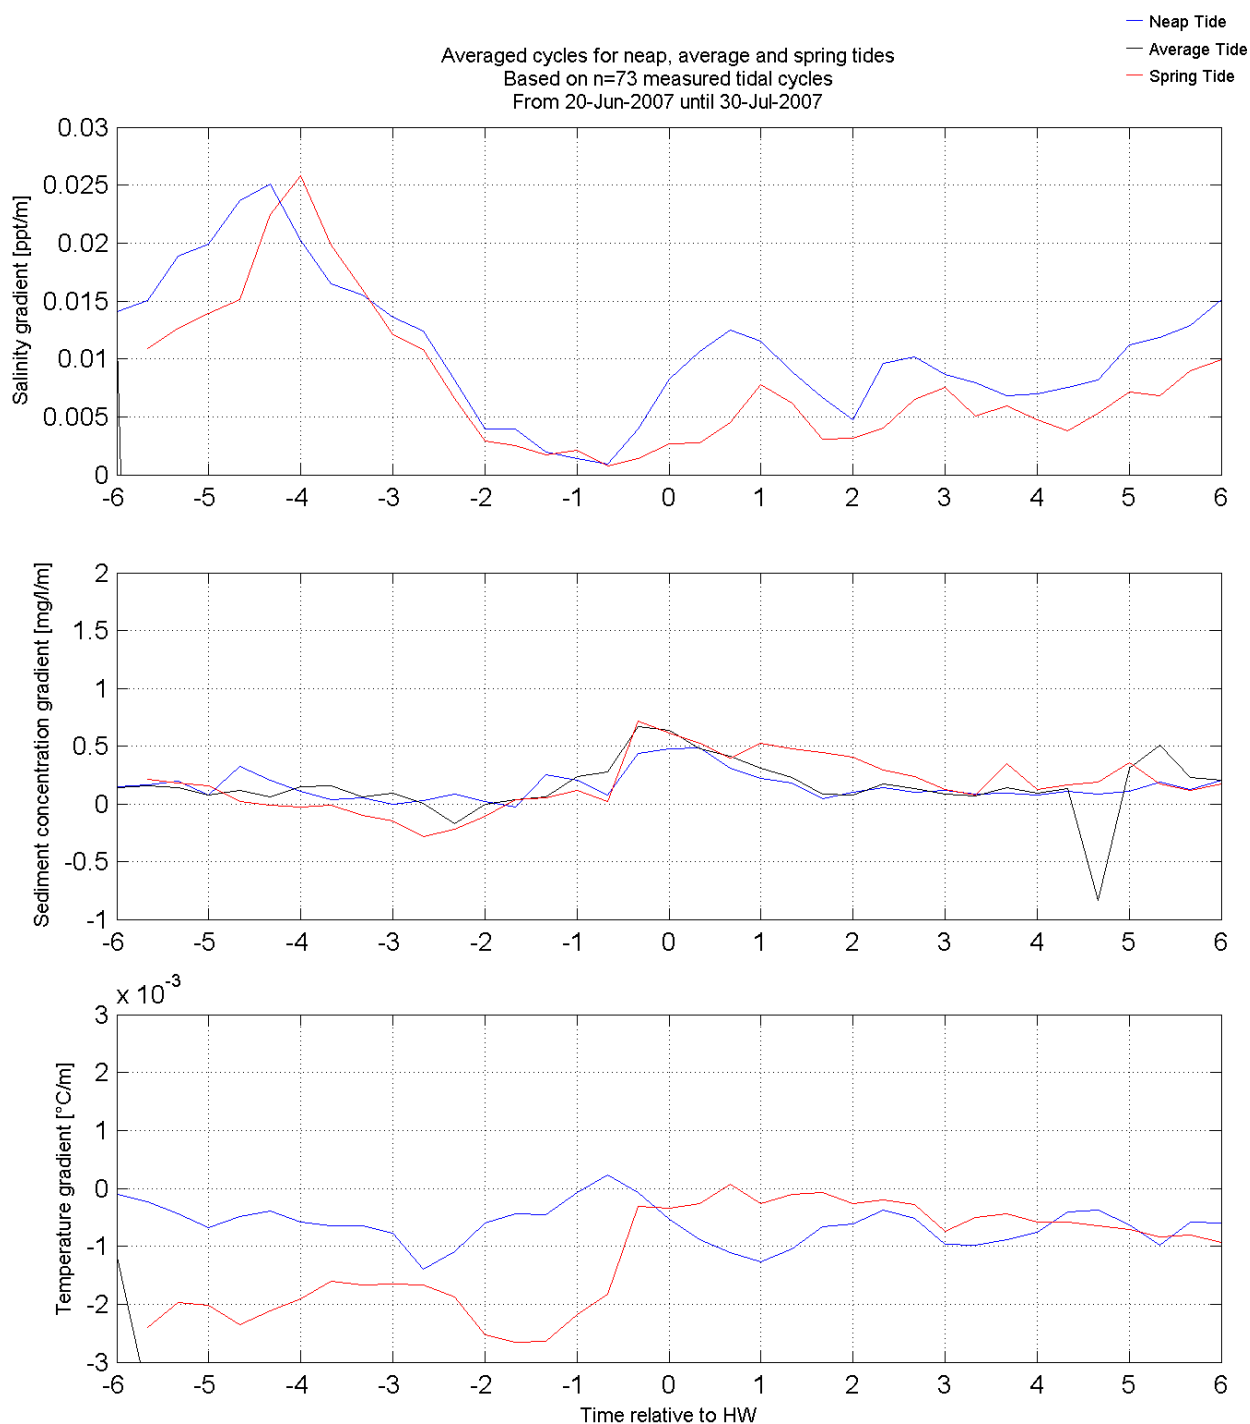 Neap Tide
Average Tide
Spring Tide
Averaged cycles for neap, average and spring tides
Based on n=73 measured tidal cycles
From 20-Jun-2007 until 30-Jul-2007
Salinity gradient [ppt/m]
0.03
0.025
0.02
0.015
0.01
0.005
0
-6 -5 -4 -3 -2 -1 0 1 2 3 4 5 6
Sediment concentration gradient [mg/l/m]
2
1.5
1
0.5
0
-0.5
-1
-6 -5 -4 -3 -2 -1 0 1 2 3 4 5 6
x 10-3
Temperature gradient [°C/m]
3
2
1
0
-1
-2
-3
-6 -5 -4 -3 -2 -1 0 1 2 3 4 5 6
Time relative to HW